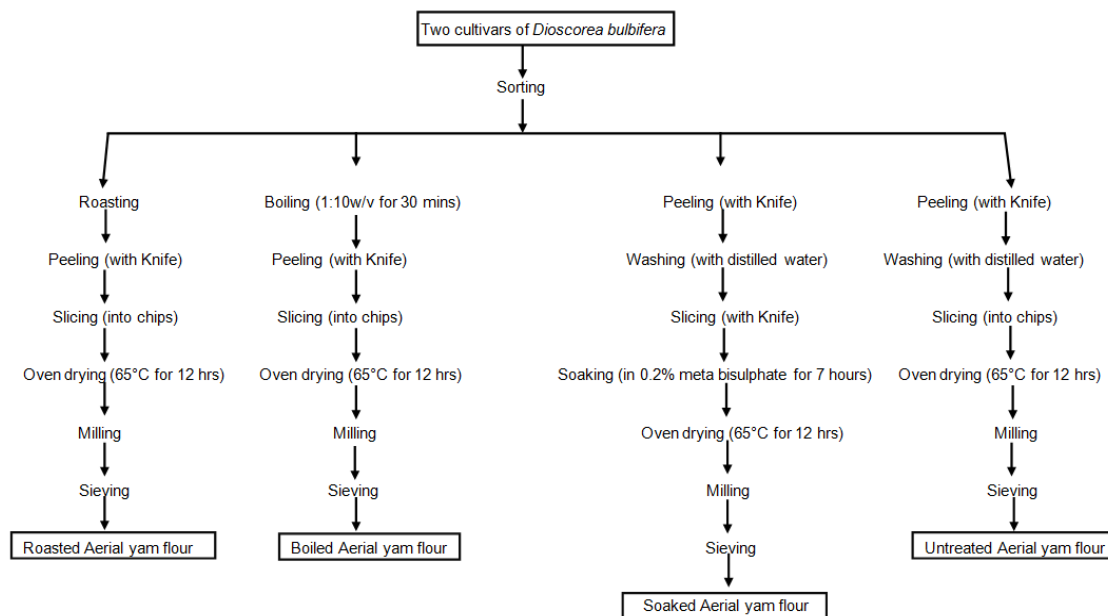 Two cultivars of Dioscorea bulbifera
Sorting
Roasting
Peeling (with Knife)
Slicing (into chips)
Oven drying (65°C for 12 hrs)
Milling
Sieving
Roasted Aerial yam flour
Boiling (1:10w/v for 30 mins)
Peeling (with Knife)
Slicing (into chips)
Oven drying (65°C for 12 hrs)
Milling
Sieving
Boiled Aerial yam flour
Peeling (with Knife)
Washing (with distilled water)
Slicing (with Knife)
Soaking (in 0.2% meta bisulphate for 7 hours)
Oven drying (65°C for 12 hrs)
Milling
Sieving
Soaked Aerial yam flour
Peeling (with Knife)
Washing (with distilled water)
Slicing (into chips)
Oven drying (65°C for 12 hrs)
Milling
Sieving
Untreated Aerial yam flour